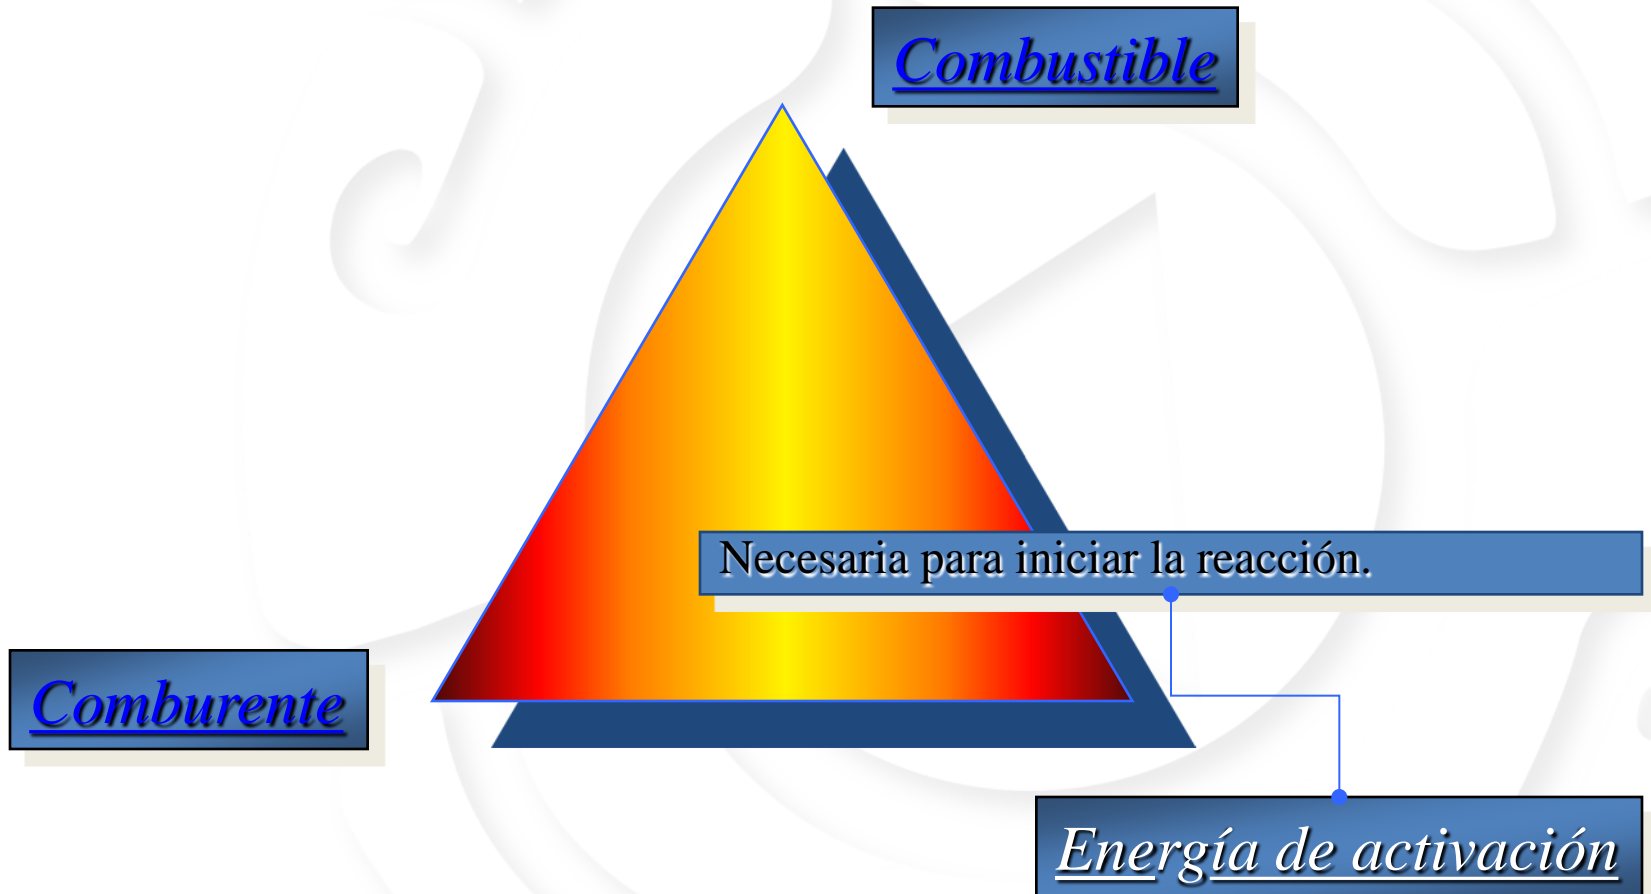 Combustible
Necesaria para iniciar la reacción.
Comburente
Energía de activación